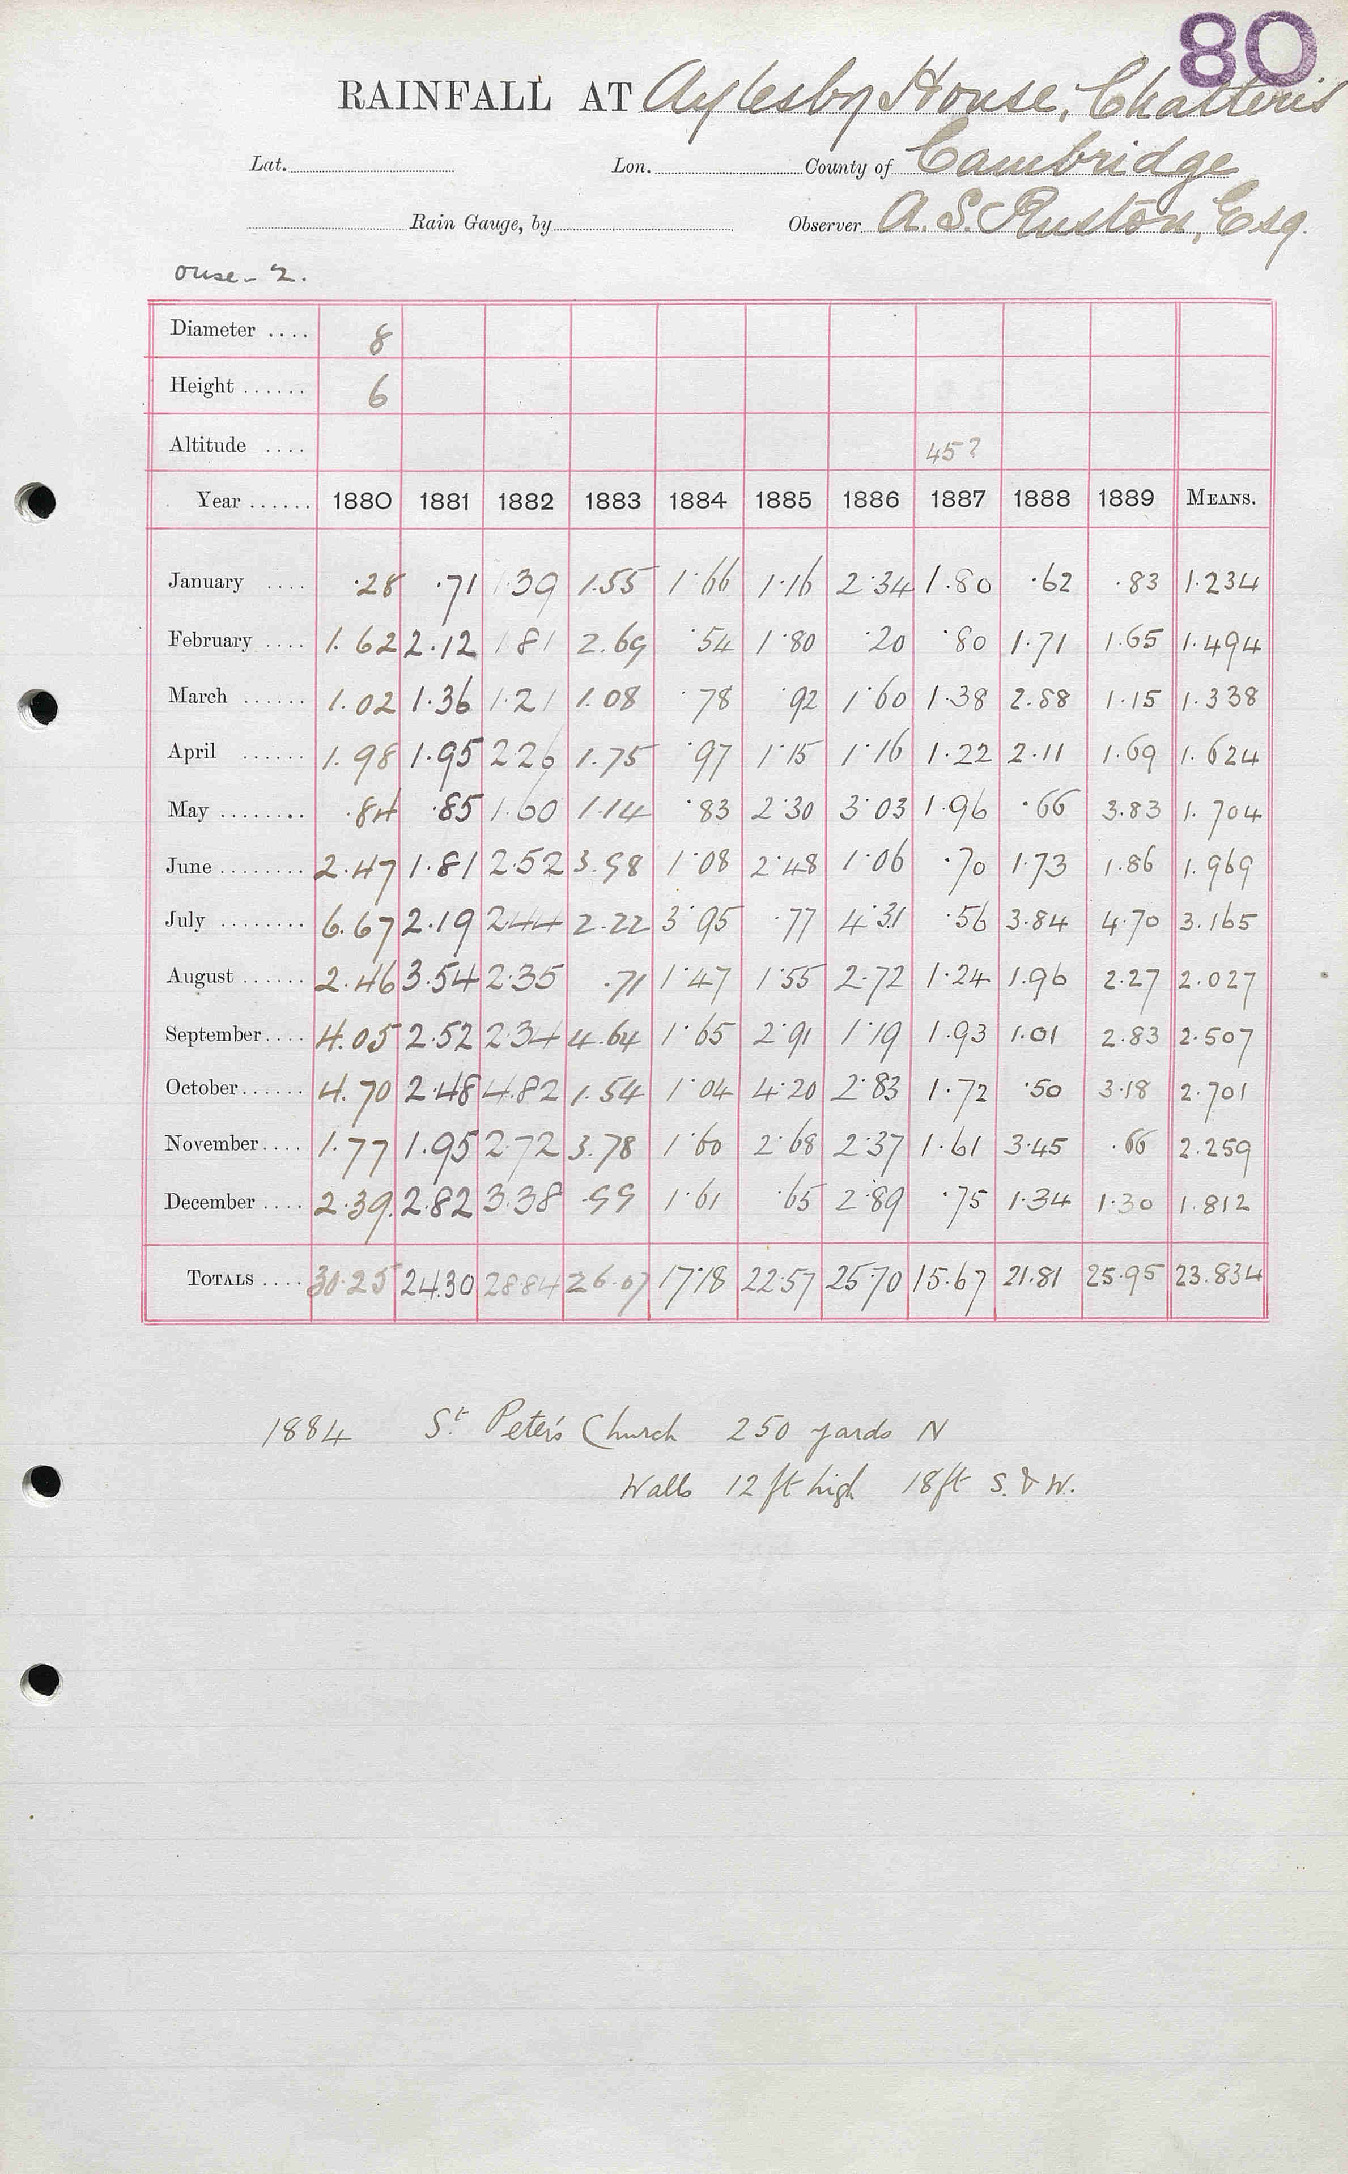 80
RAINFALL AT Aylesby House, Chatteris
Lat. Lon. County of Cambridge
Rain Gauge, by Observer A. S. Ruston, Esq.
Ouse - 2.
Diameter .... 8
Height ...... 6
Altitude .... 45?
Year ...... 1880 1881 1882 1883 1884 1885 1886 1887 1888 1889 MEANS.
January .... .28 .71 1.39 1.55 1.66 1.16 2.34 1.80 .62 .83 1.234
February .... 1.62 2.12 1.81 2.69 .54 1.80 .20 .80 1.71 1.65 1.494
March ...... 1.02 1.36 1.21 1.08 .78 .92 1.60 1.38 2.88 1.15 1.338
April ...... 1.98 1.95 2.26 1.75 .97 1.15 1.16 1.22 2.11 1.69 1.624
May ........ .84 .85 1.60 1.14 .83 2.30 3.03 1.96 .66 3.83 1.704
June ........ 2.47 1.81 2.52 3.98 1.08 2.48 1.06 .70 1.73 1.86 1.969
July ........ 6.67 2.19 2.44 2.22 3.95 .77 4.31 .56 3.84 4.70 3.165
August ...... 2.46 3.54 2.35 .71 1.47 1.55 2.72 1.24 1.96 2.27 2.027
September .... 4.05 2.52 2.34 4.64 1.65 2.91 1.19 1.93 1.01 2.83 2.507
October ...... 4.70 2.48 4.82 1.54 1.04 4.20 2.83 1.72 .50 3.18 2.701
November .... 1.77 1.95 2.72 3.78 1.60 2.68 2.37 1.61 3.45 .66 2.259
December .... 2.39 2.82 3.38 .99 1.61 .65 2.89 .75 1.34 1.30 1.812
TOTALS .... 30.25 24.30 28.84 26.07 17.18 22.57 25.70 15.67 21.81 25.95 23.834
1884 St. Peter's Church 250 yards N
Walls 12 ft high 18 ft S. & W.